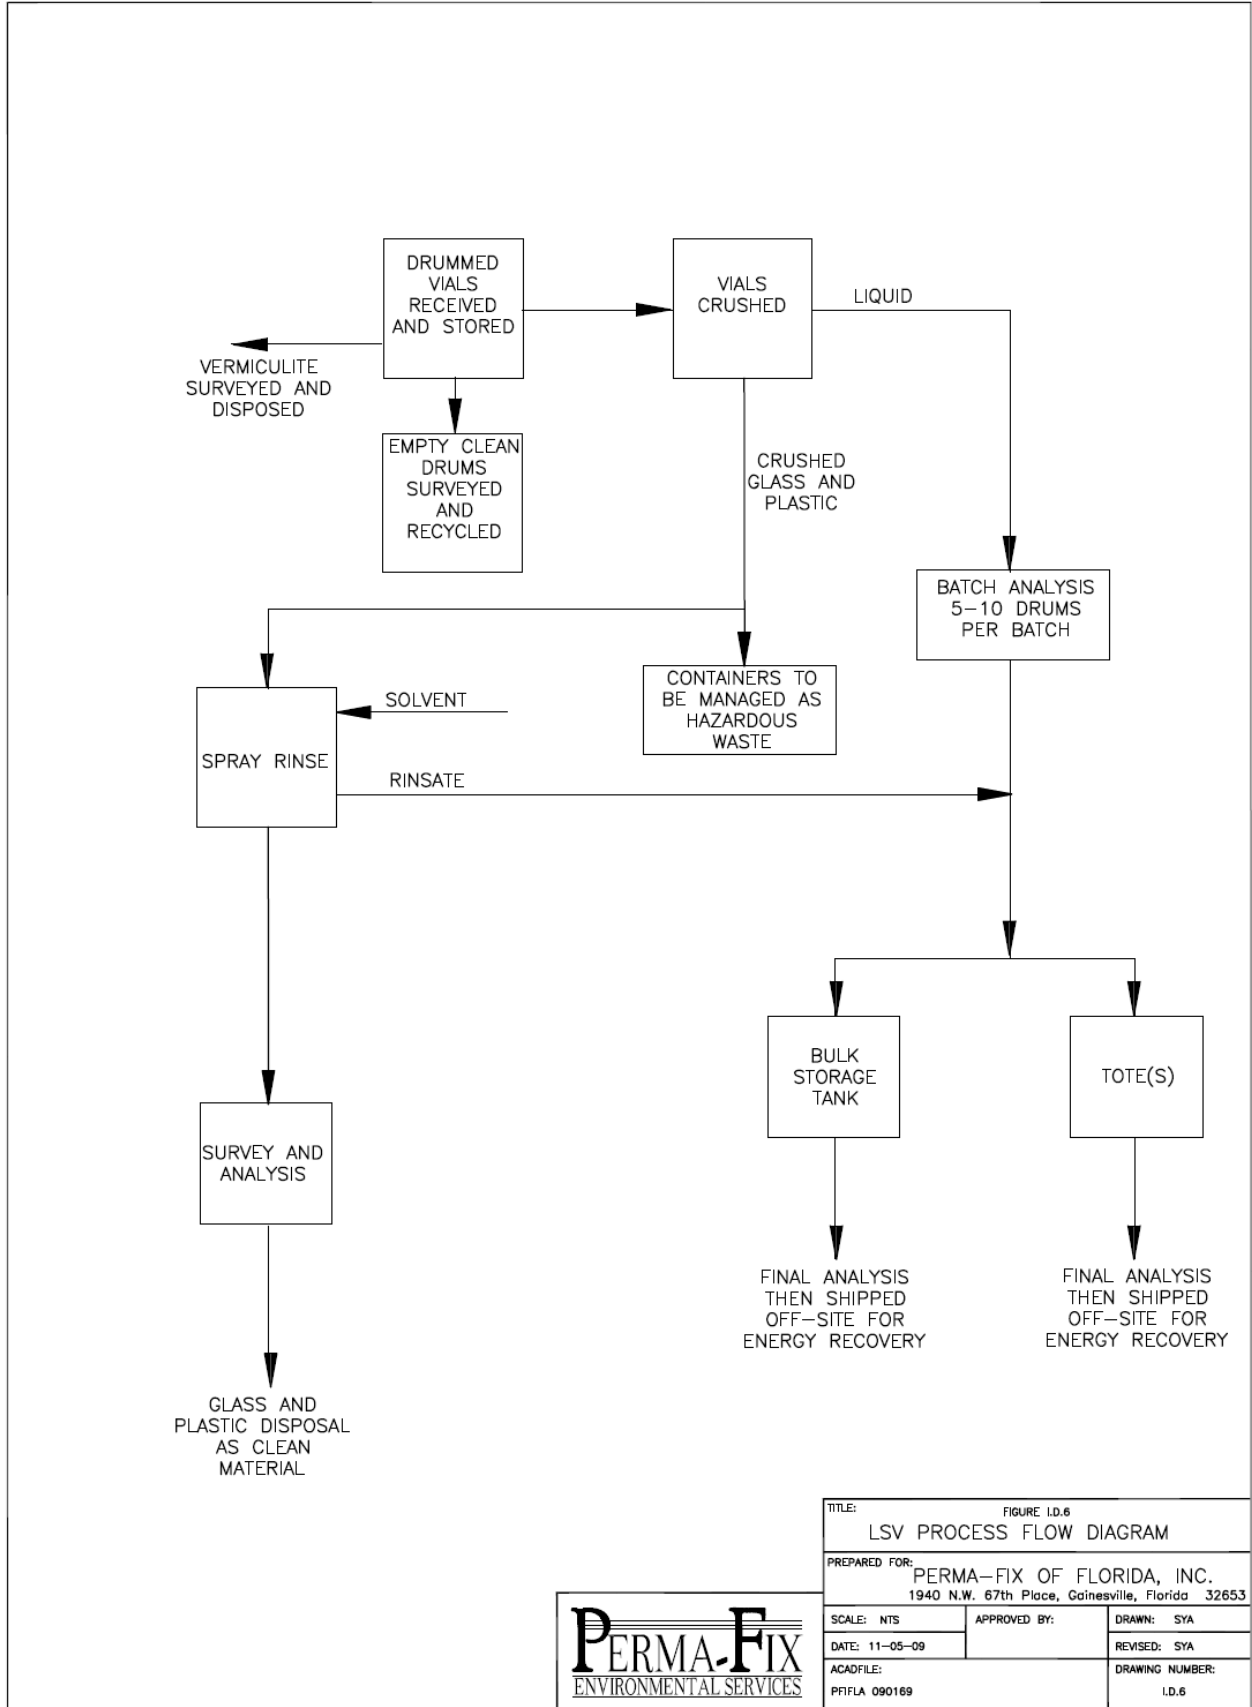 DRUMMED
VIALS
RECEIVED
AND STORED
VIALS
CRUSHED
LIQUID
VERMICULITE
SURVEYED AND
DISPOSED
EMPTY CLEAN
DRUMS
SURVEYED
AND
RECYCLED
CRUSHED
GLASS AND
PLASTIC
BATCH ANALYSIS
5-10 DRUMS
PER BATCH
CONTAINERS TO
BE MANAGED AS
HAZARDOUS
WASTE
SOLVENT
SPRAY RINSE
RINSATE
BULK
STORAGE
TANK
TOTE(S)
SURVEY AND
ANALYSIS
FINAL ANALYSIS
THEN SHIPPED
OFF-SITE FOR
ENERGY RECOVERY
FINAL ANALYSIS
THEN SHIPPED
OFF-SITE FOR
ENERGY RECOVERY
GLASS AND
PLASTIC DISPOSAL
AS CLEAN
MATERIAL
TITLE:
FIGURE I.D.6
LSV PROCESS FLOW DIAGRAM
PREPARED FOR:
PERMA-FIX OF FLORIDA, INC.
1940 N.W. 67th Place, Gainesville, Florida 32653
SCALE: NTS
APPROVED BY:
DRAWN: SYA
DATE: 11-05-09
REVISED: SYA
ACADFILE:
PFIFLA 090169
DRAWING NUMBER:
I.D.6
PERMA-FIX
ENVIRONMENTAL SERVICES